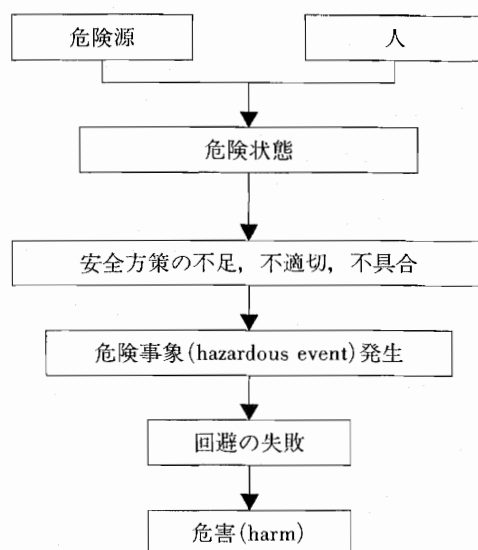 危険源
人
危険状態
安全方策の不足，不適切，不具合
危険事象(hazardous event)発生
回避の失敗
危害(harm)